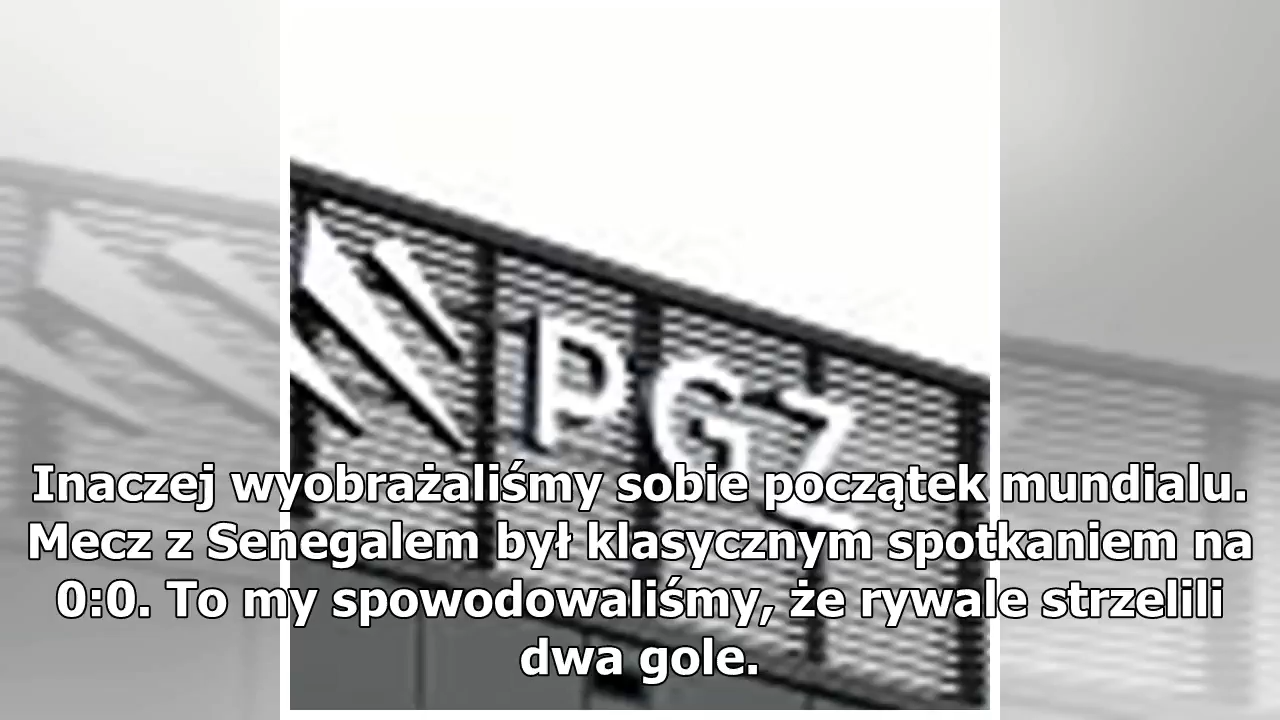 PGZ
Inaczej wyobrażaliśmy sobie początek mundialu.
Mecz z Senegalem był klasycznym spotkaniem na
0:0. To my spowodowaliśmy, że rywale strzelili
dwa gole.